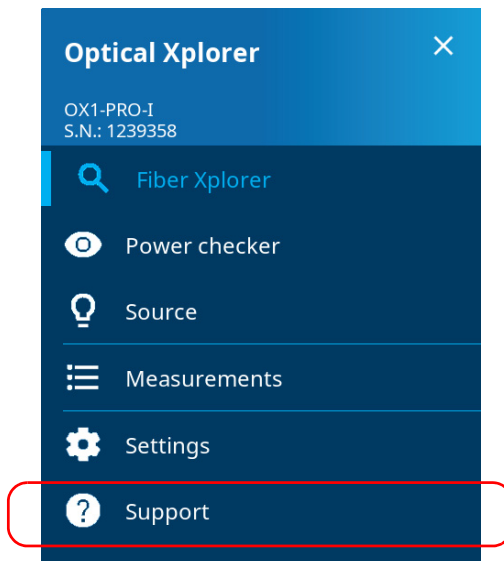 Optical Xplorer
OX1-PRO-I
S.N.: 1239358
Fiber Xplorer
Power checker
Source
Measurements
Settings
? Support